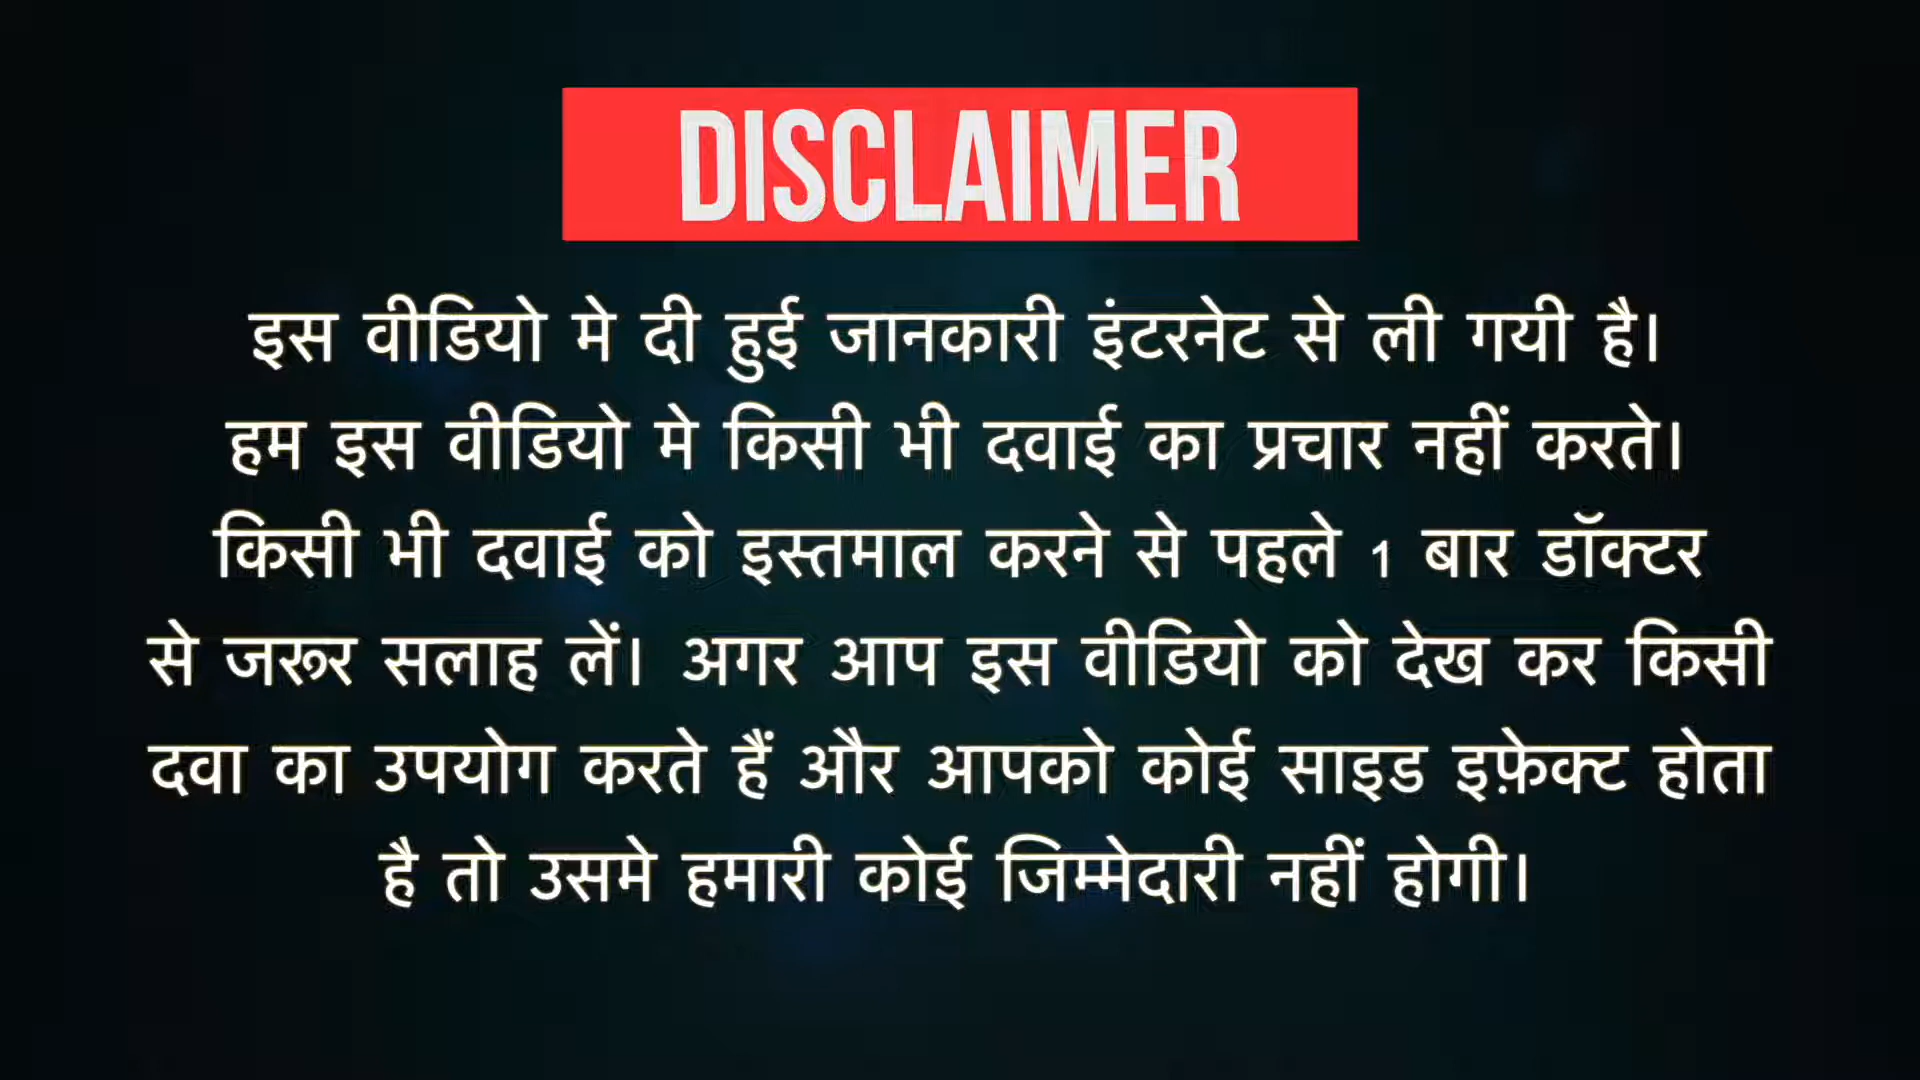 DISCLAIMER
इस वीडियो मे दी हुई जानकारी इंटरनेट से ली गयी है।
हम इस वीडियो मे किसी भी दवाई का प्रचार नहीं करते।
किसी भी दवाई को इस्तमाल करने से पहले 1 बार डॉक्टर
से जरूर सलाह लें। अगर आप इस वीडियो को देख कर किसी
दवा का उपयोग करते हैं और आपको कोई साइड इफ़ेक्ट होता
है तो उसमे हमारी कोई जिम्मेदारी नहीं होगी।